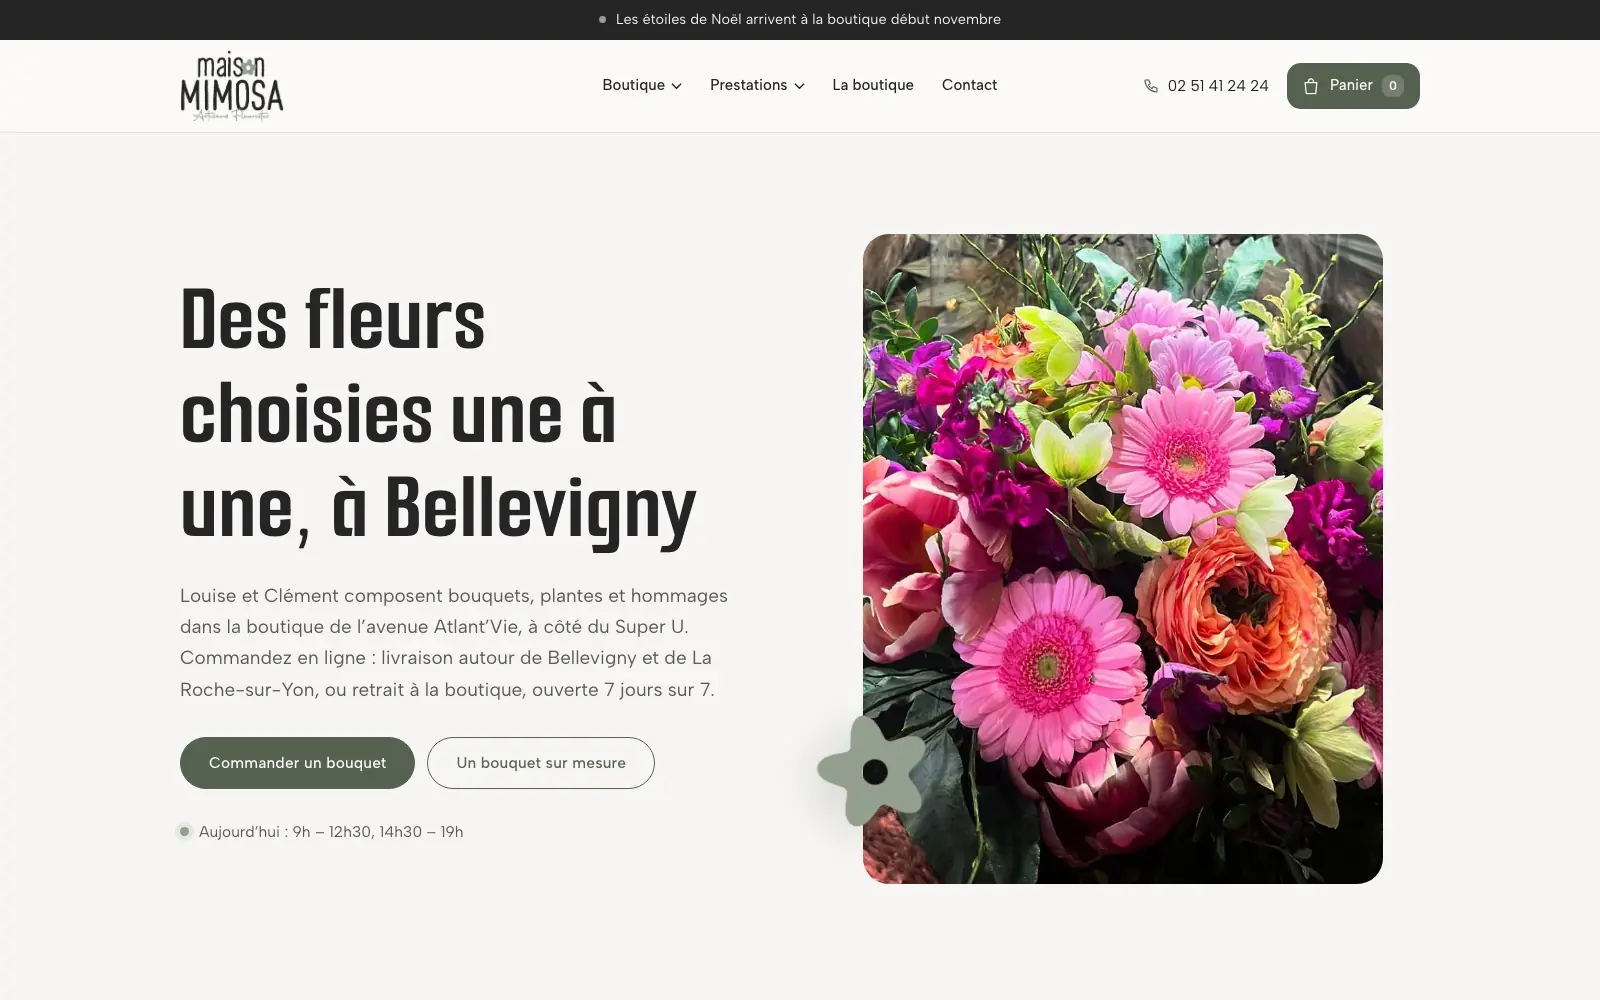 Les étoiles de Noël arrivent à la boutique début novembre
maison
MIMOSA
Boutique
Prestations
La boutique
Contact
02 51 41 24 24
Panier 0
Des fleurs
choisies une à
une, à Bellevigny
Louise et Clément composent bouquets, plantes et hommages
dans la boutique de l’avenue Atlant’Vie, à côté du Super U.
Commandez en ligne : livraison autour de Bellevigny et de La
Roche-sur-Yon, ou retrait à la boutique, ouverte 7 jours sur 7.
Commander un bouquet
Un bouquet sur mesure
Aujourd’hui : 9h – 12h30, 14h30 – 19h